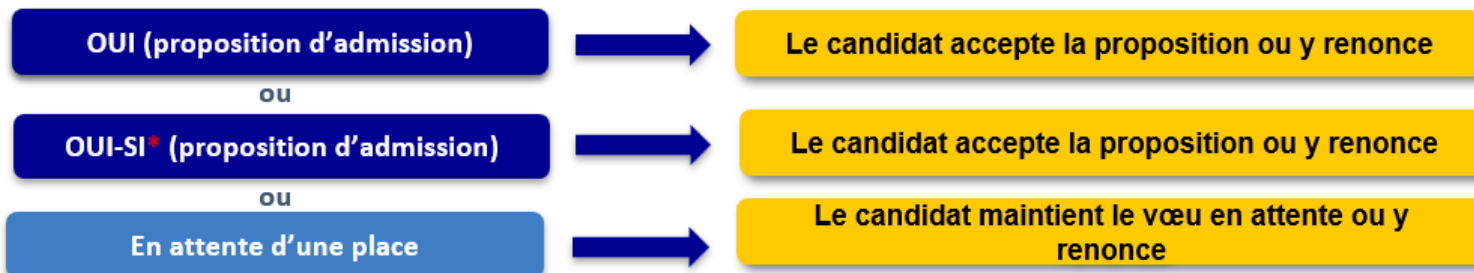 OUI (proposition d’admission)
Le candidat accepte la proposition ou y renonce
ou
OUI-SI* (proposition d’admission)
Le candidat accepte la proposition ou y renonce
ou
En attente d’une place
Le candidat maintient le vœu en attente ou y
renonce